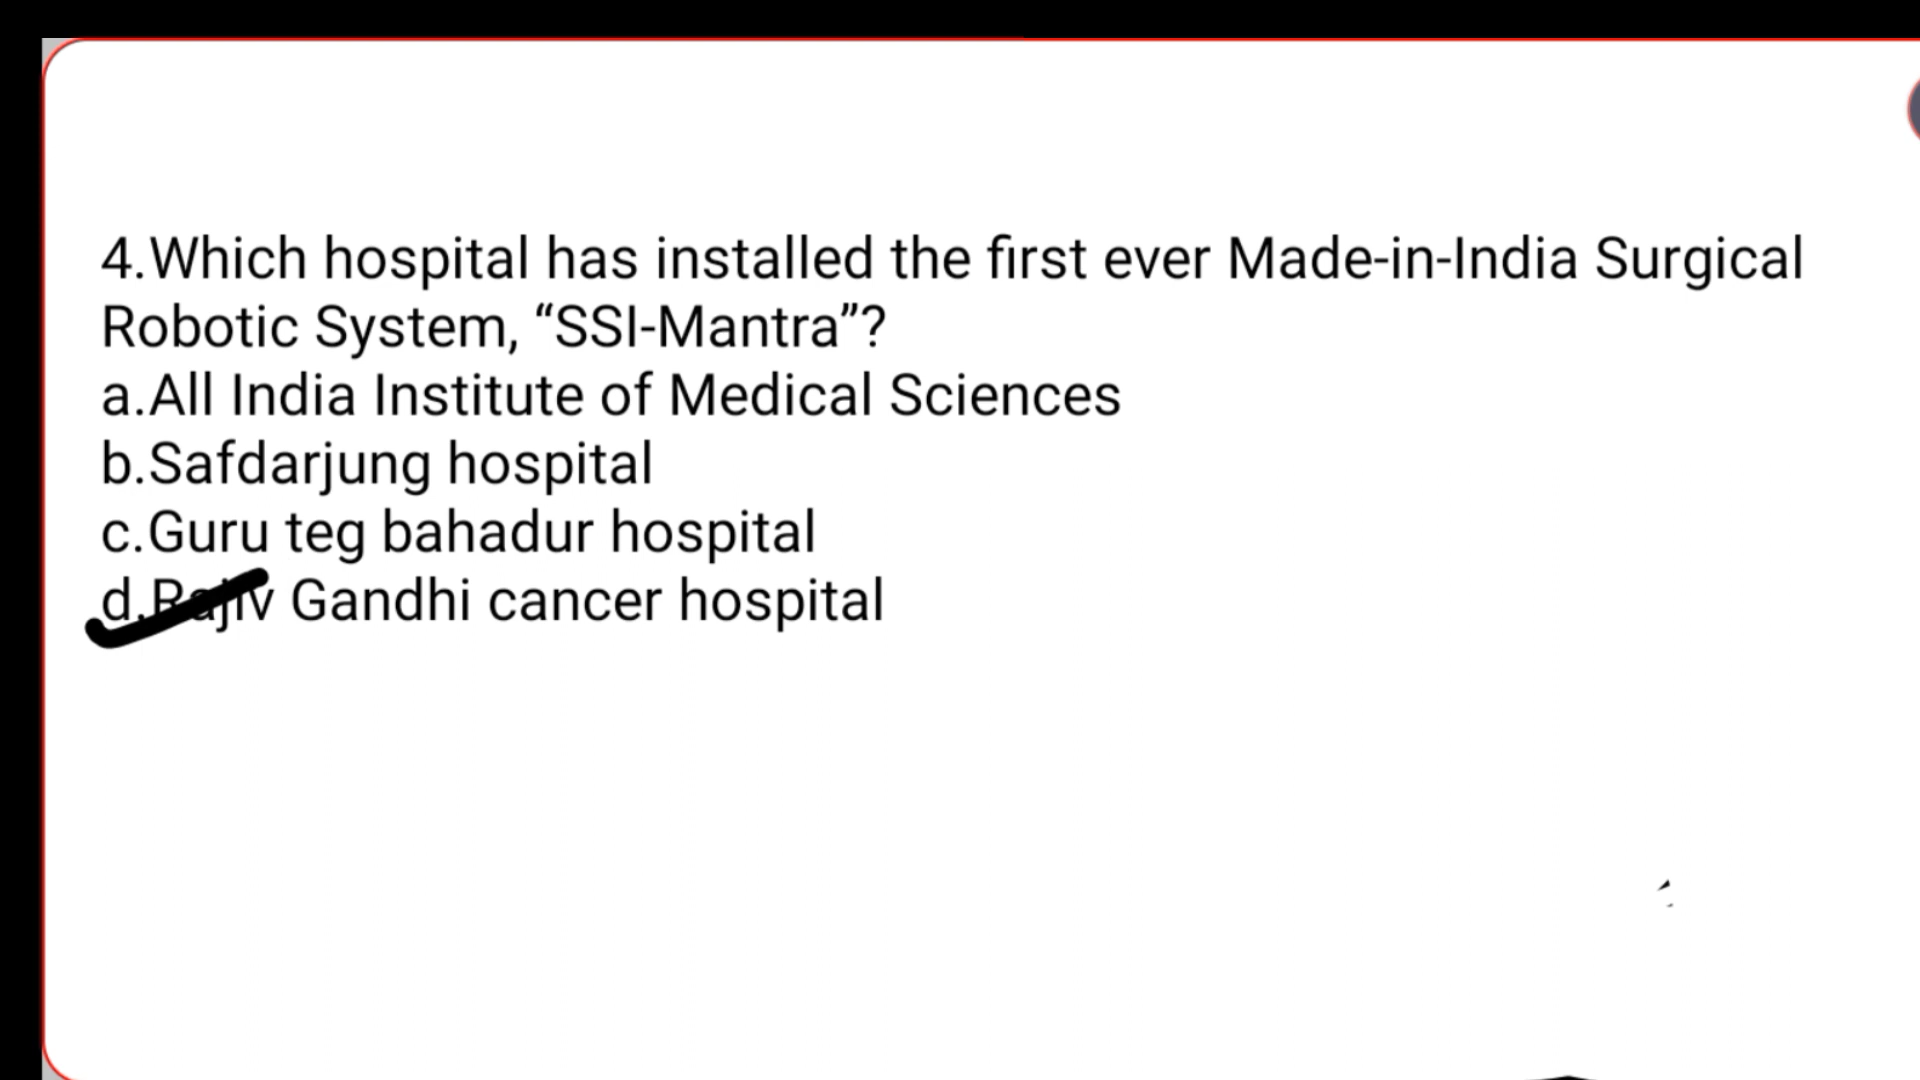 4.Which hospital has installed the first ever Made-in-India Surgical
Robotic System, “SSI-Mantra”?
a.All India Institute of Medical Sciences
b.Safdarjung hospital
c.Guru teg bahadur hospital
d.Rajiv Gandhi cancer hospital